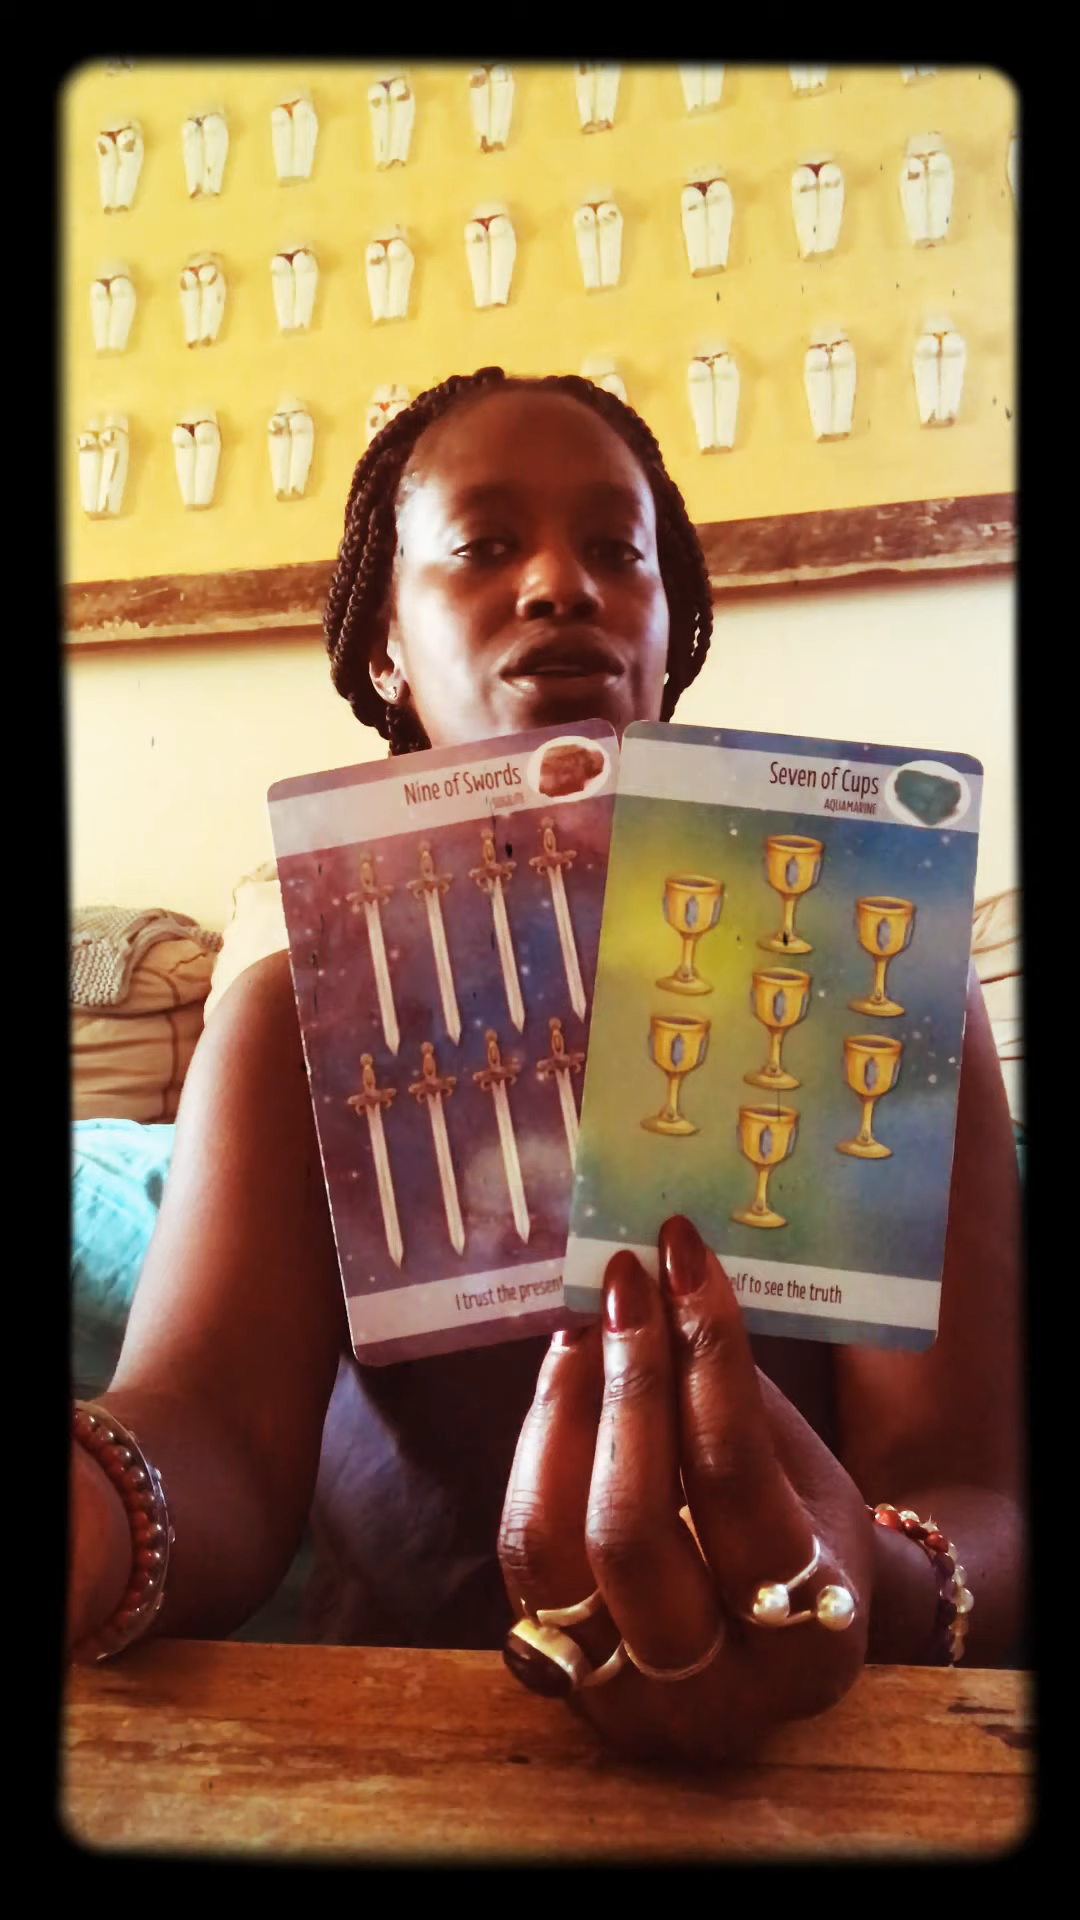 Nine of Swords
Seven of Cups
AQUAMARINE
I trust the present
elf to see the truth